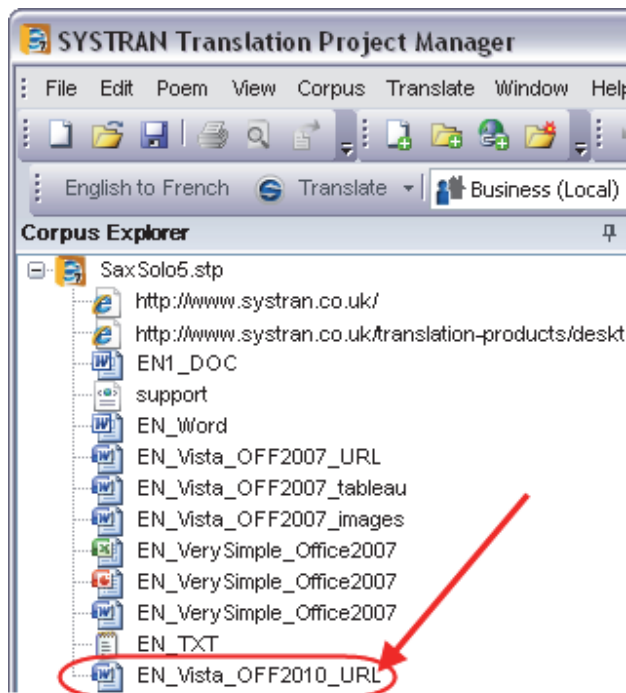 SYSTRAN Translation Project Manager
File Edit Poem View Corpus Translate Window Help
English to French Translate Business (Local)
Corpus Explorer
SaxSolo5.stp
http://www.systran.co.uk/
http://www.systran.co.uk/translation-products/deskt
EN1_DOC
support
EN_Word
EN_Vista_OFF2007_URL
EN_Vista_OFF2007_tableau
EN_Vista_OFF2007_images
EN_VerySimple_Office2007
EN_VerySimple_Office2007
EN_VerySimple_Office2007
EN_TXT
EN_Vista_OFF2010_URL